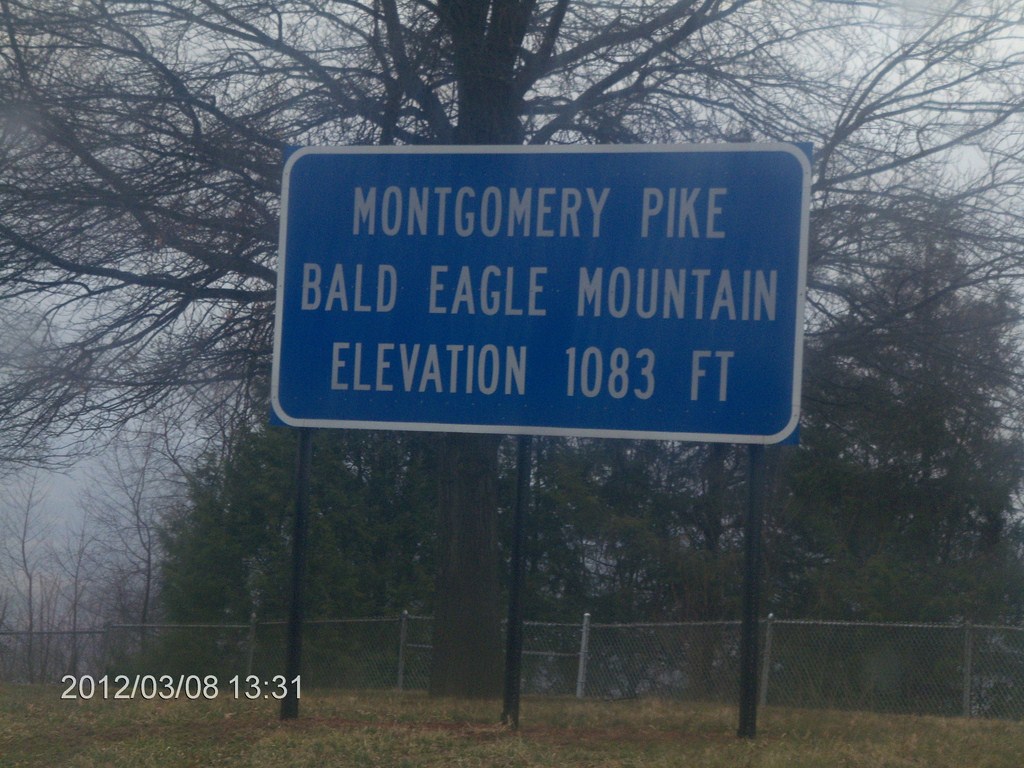 MONTGOMERY PIKE
BALD EAGLE MOUNTAIN
ELEVATION 1083 FT
2012/03/08 13:31